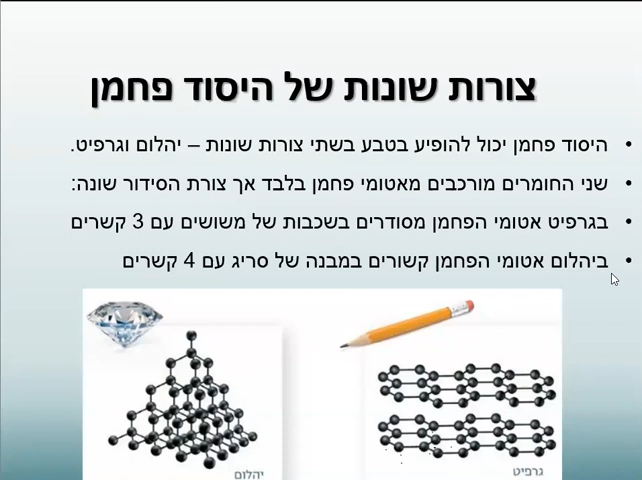 צורות שונות של היסוד פחמן
היסוד פחמן יכול להופיע בטבע בשתי צורות שונות – יהלום וגרפיט.
שני החומרים מורכבים מאטומי פחמן בלבד אך צורת הסידור שונה:
בגרפיט אטומי הפחמן מסודרים בשכבות של משושים עם 3 קשרים
ביהלום אטומי הפחמן קשורים במבנה של סריג עם 4 קשרים
גרפיט
יהלום